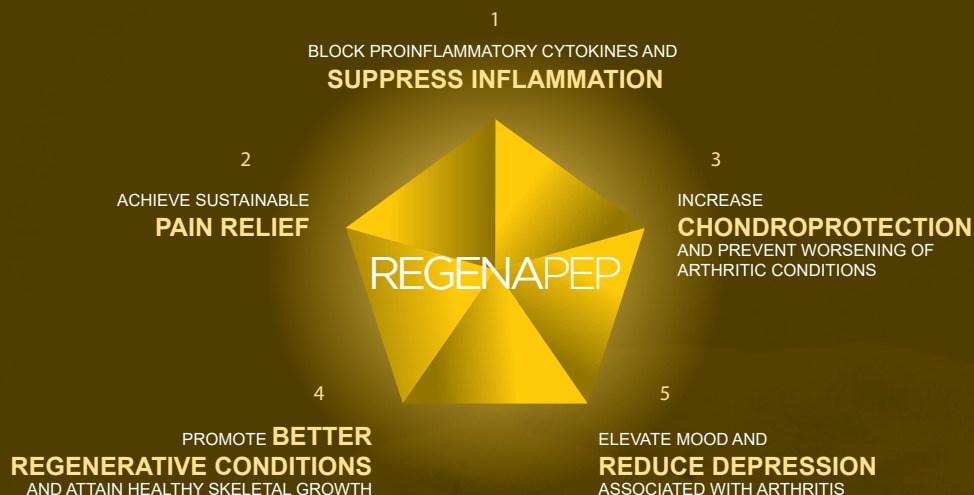 1
BLOCK PROINFLAMMATORY CYTOKINES AND
SUPPRESS INFLAMMATION
2
ACHIEVE SUSTAINABLE
PAIN RELIEF
3
INCREASE
CHONDROPROTECTION
AND PREVENT WORSENING OF
ARTHRITIC CONDITIONS
REGENAPEP
4
PROMOTE BETTER
REGENERATIVE CONDITIONS
AND ATTAIN HEALTHY SKELETAL GROWTH
5
ELEVATE MOOD AND
REDUCE DEPRESSION
ASSOCIATED WITH ARTHRITIS